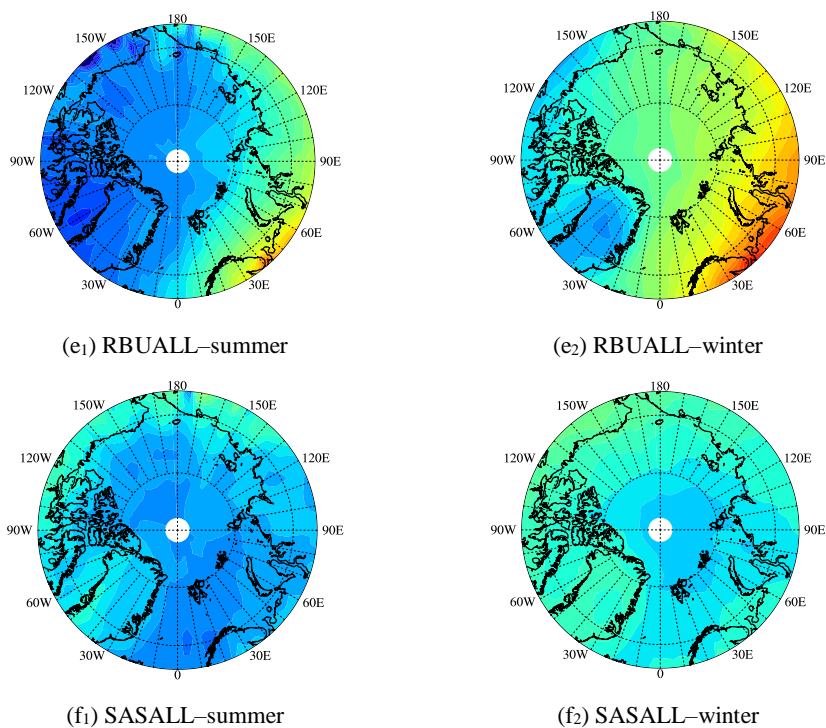 180
150W
150E
120W
120E
90W
90E
60W
60E
30W
30E
0
(e1) RBUALL–summer
180
150W
150E
120W
120E
90W
90E
60W
60E
30W
30E
0
(e2) RBUALL–winter
180
150W
150E
120W
120E
90W
90E
60W
60E
30W
30E
0
(f1) SASALL–summer
180
150W
150E
120W
120E
90W
90E
60W
60E
30W
30E
0
(f2) SASALL–winter